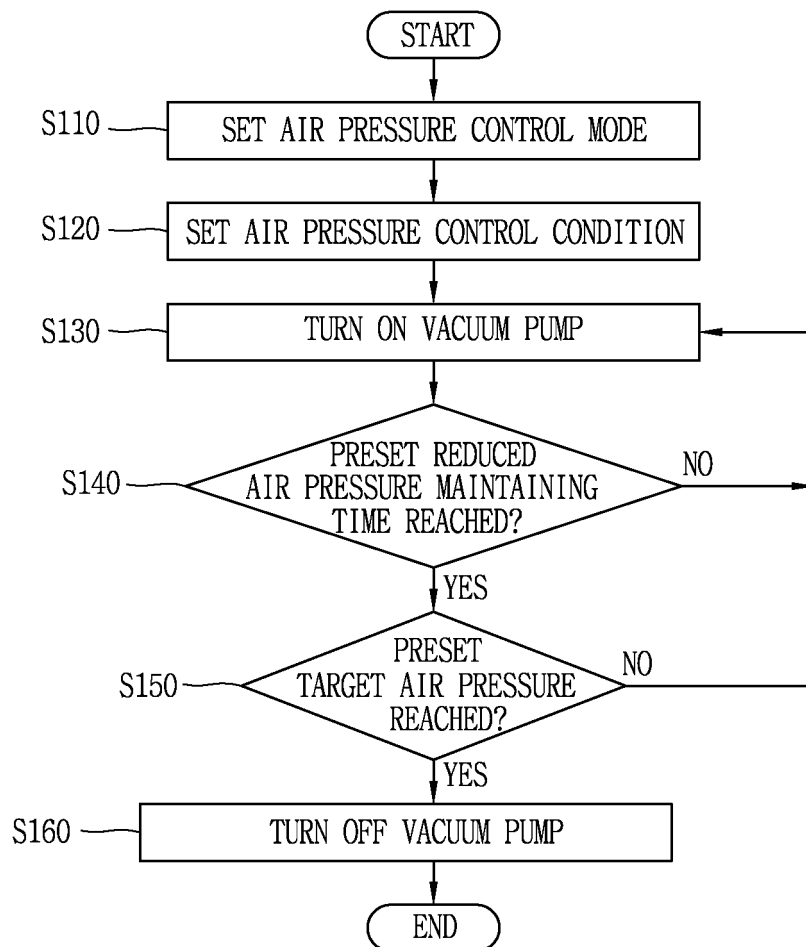 START
S110
SET AIR PRESSURE CONTROL MODE
S120
SET AIR PRESSURE CONTROL CONDITION
S130
TURN ON VACUUM PUMP
S140
PRESET REDUCED
AIR PRESSURE MAINTAINING
TIME REACHED?
NO
YES
S150
PRESET
TARGET AIR PRESSURE
REACHED?
NO
YES
S160
TURN OFF VACUUM PUMP
END